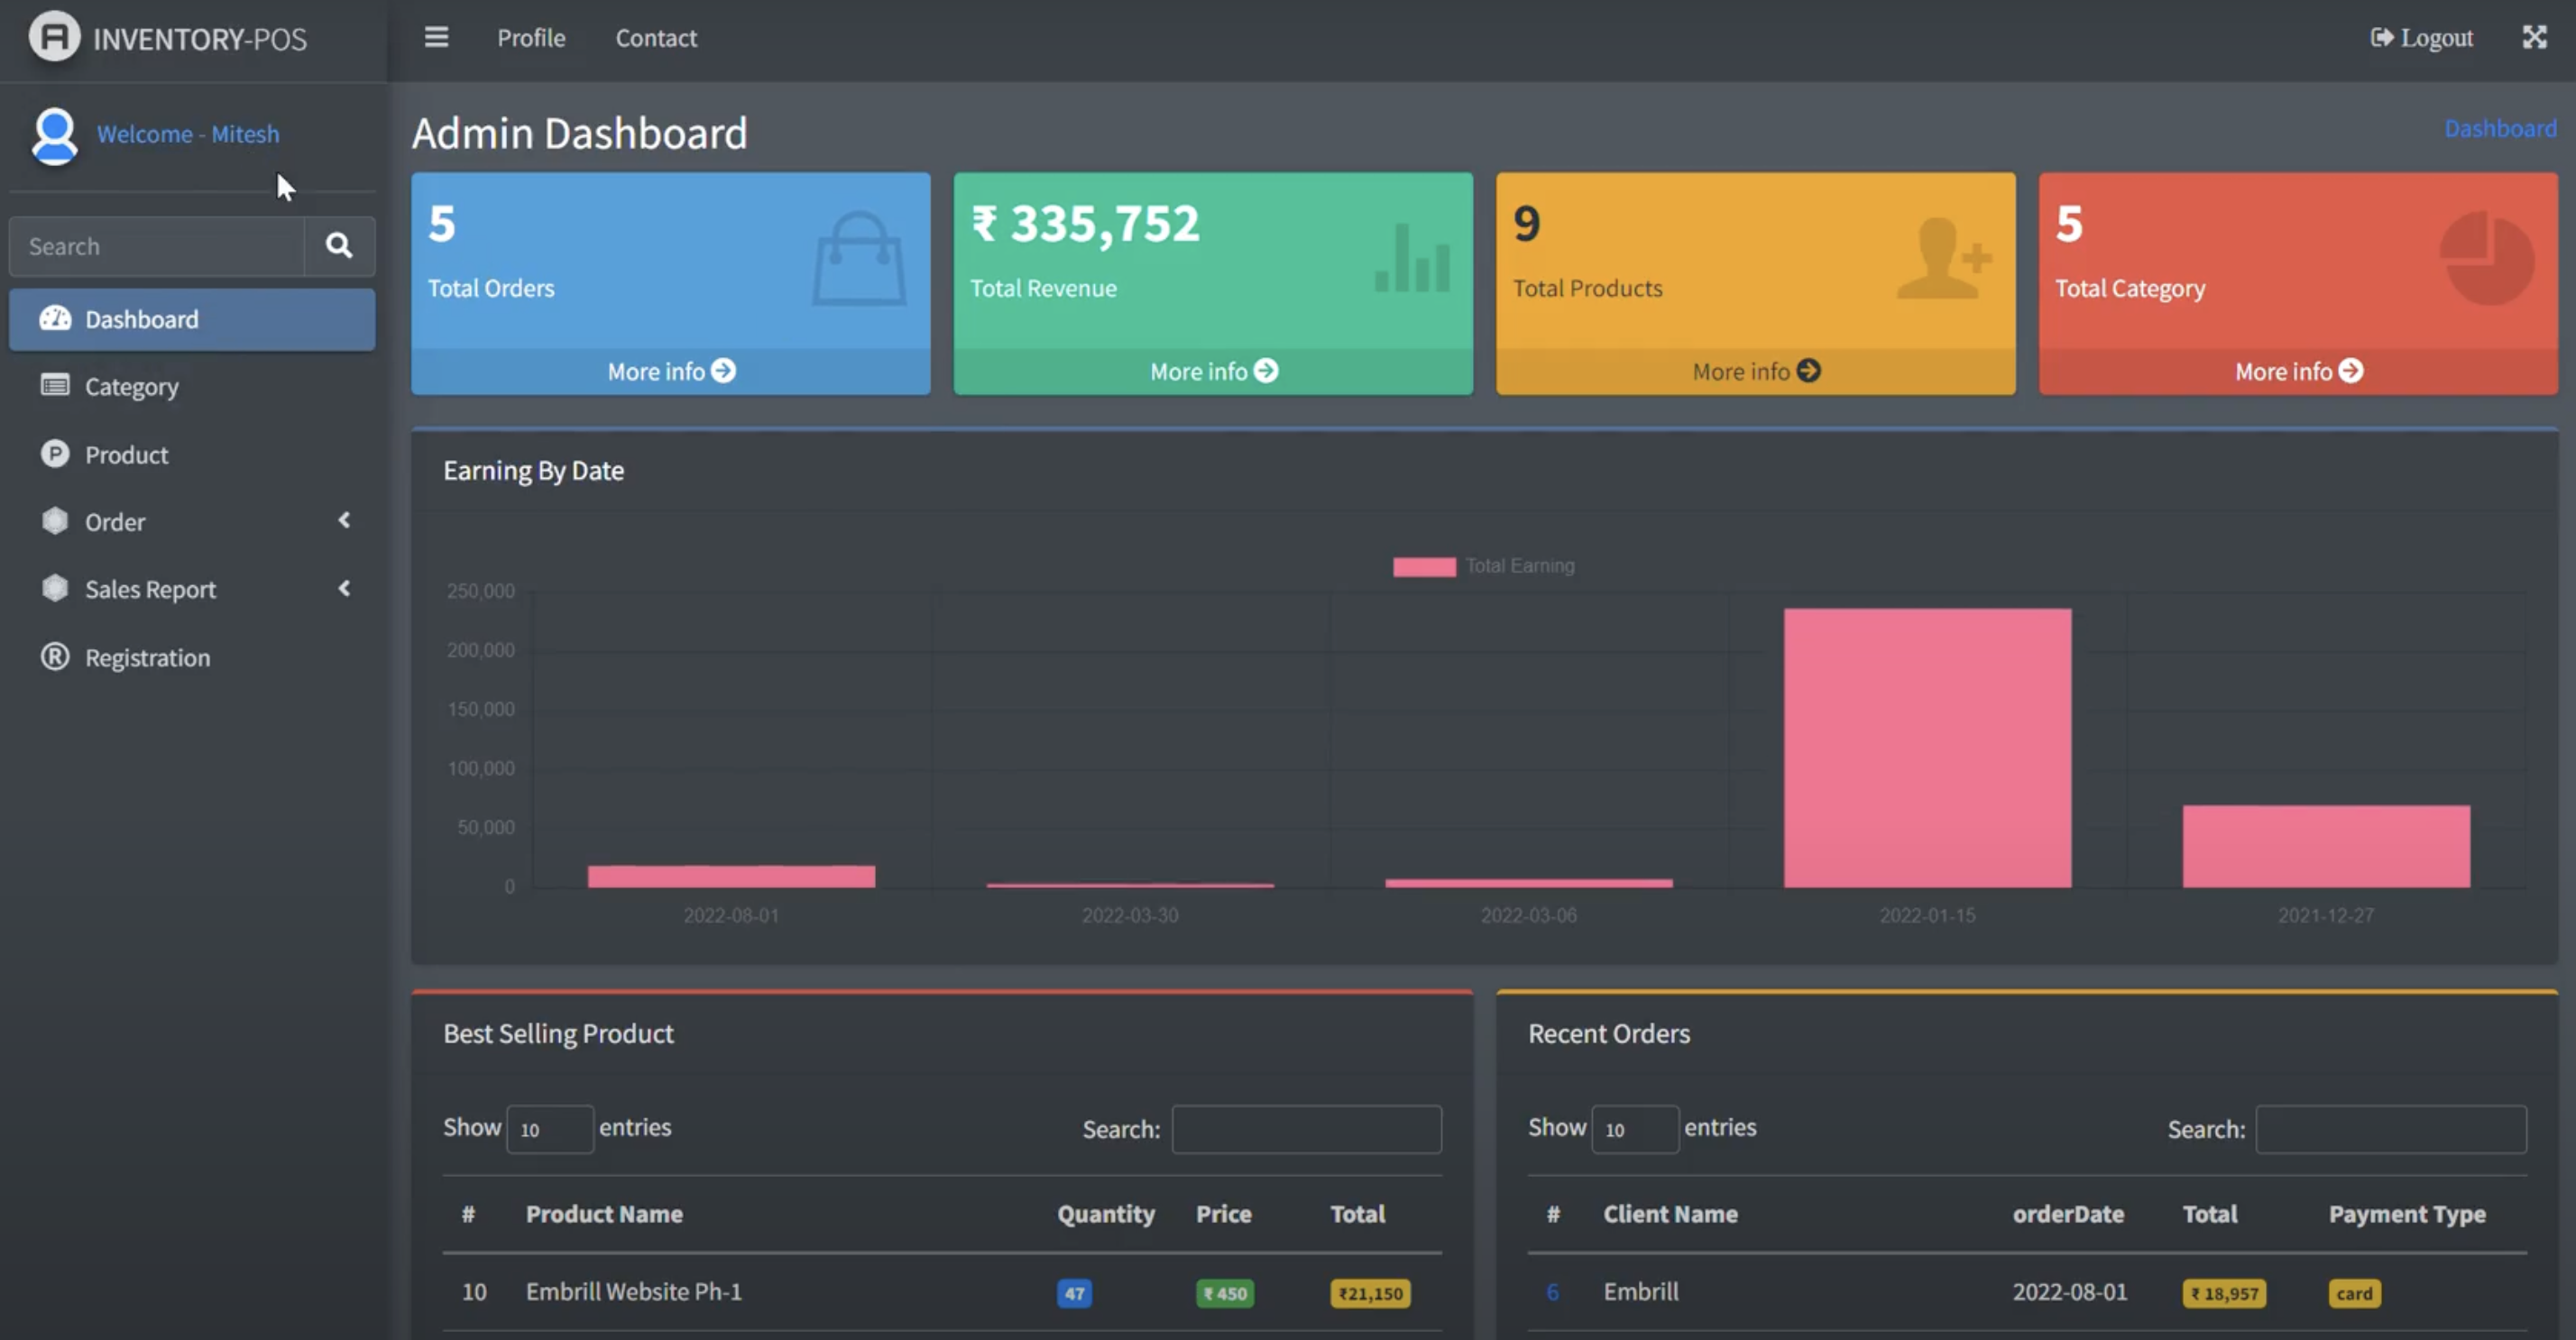 INVENTORY-POS
Profile
Contact
Logout
Welcome - Mitesh
Search
Dashboard
Category
Product
Order
Sales Report
Registration
Admin Dashboard
Dashboard
5
Total Orders
More info
₹ 335,752
Total Revenue
More info
9
Total Products
More info
5
Total Category
More info
Earning By Date
Total Earning
250,000
200,000
150,000
100,000
50,000
0
2022-08-01 2022-03-30 2022-03-06 2022-01-15 2021-12-27
Best Selling Product
Show 10 entries Search:
# Product Name Quantity Price Total
10 Embrill Website Ph-1 47 ₹ 450 ₹21,150
Recent Orders
Show 10 entries Search:
# Client Name orderDate Total Payment Type
6 Embrill 2022-08-01 ₹ 18,957 card